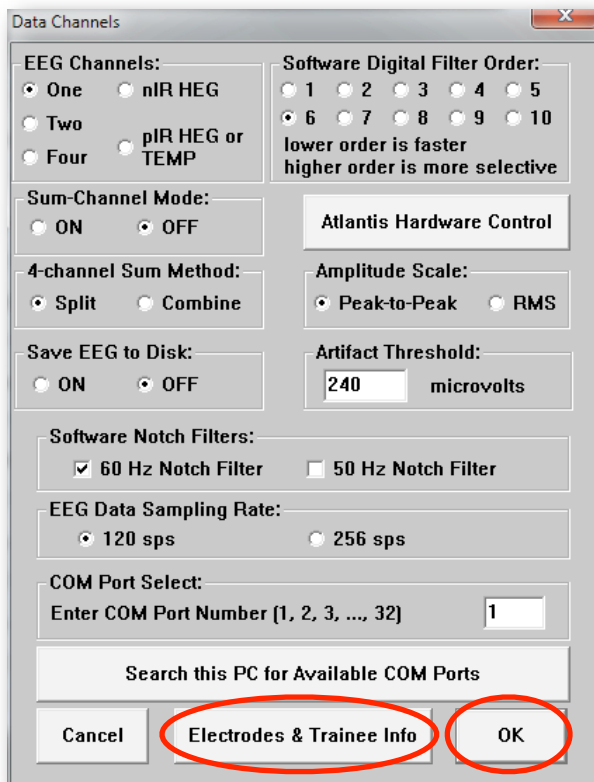 Data Channels
x
EEG Channels:
One
nIR HEG
Two
pIR HEG or
TEMP
Four
Software Digital Filter Order:
1 2 3 4 5
6 7 8 9 10
lower order is faster
higher order is more selective
Sum-Channel Mode:
ON OFF
Atlantis Hardware Control
4-channel Sum Method:
Split Combine
Amplitude Scale:
Peak-to-Peak RMS
Save EEG to Disk:
ON OFF
Artifact Threshold:
240 microvolts
Software Notch Filters:
60 Hz Notch Filter 50 Hz Notch Filter
EEG Data Sampling Rate:
120 sps 256 sps
COM Port Select:
Enter COM Port Number (1, 2, 3, ..., 32) 1
Search this PC for Available COM Ports
Cancel Electrodes & Trainee Info OK